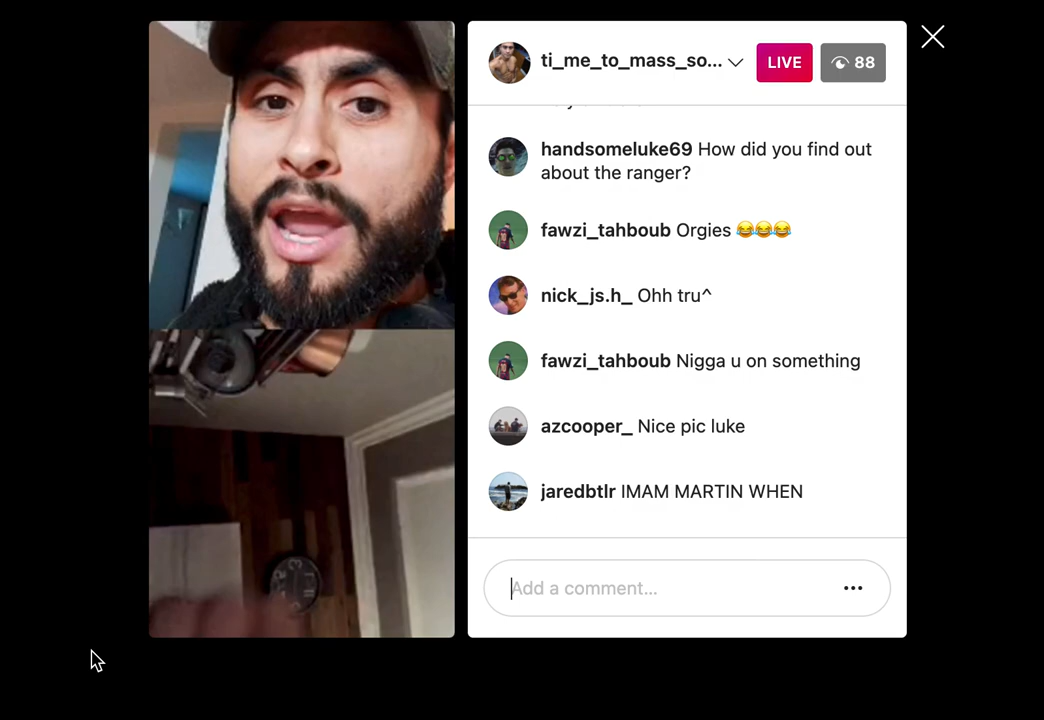 ti_me_to_mass_so...
LIVE
88
handsomeluke69 How did you find out
about the ranger?
fawzi_tahboub Orgies 😂😂😂
nick_js.h_ Ohh tru^
fawzi_tahboub Nigga u on something
azcooper_ Nice pic luke
jaredbtlr IMAM MARTIN WHEN
Add a comment...